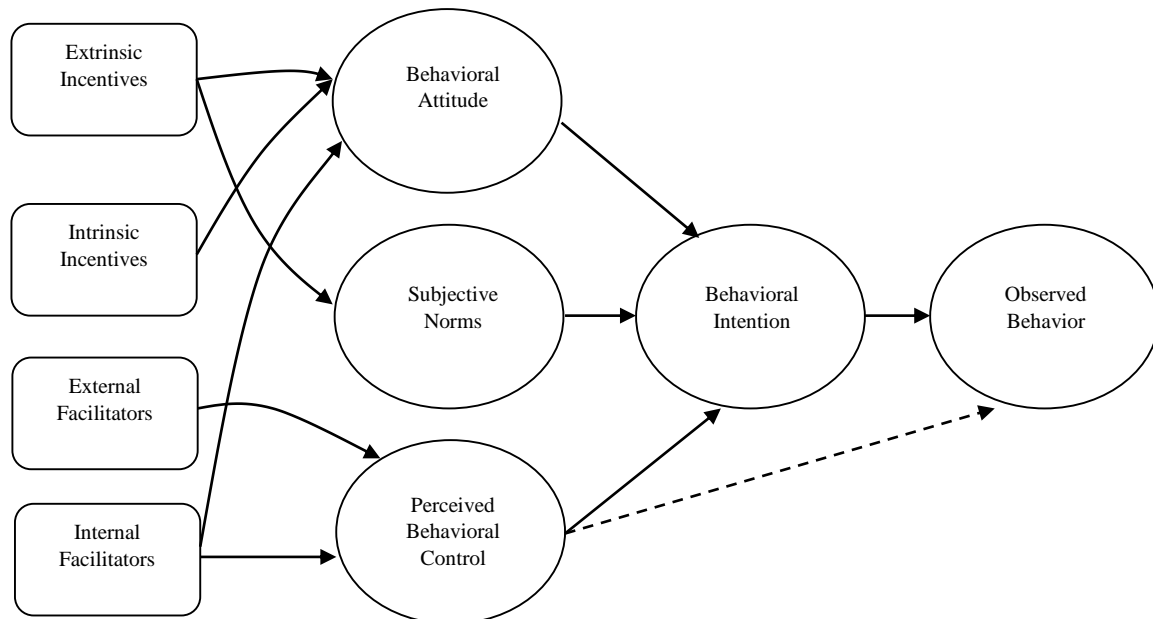 Extrinsic
Incentives
Intrinsic
Incentives
External
Facilitators
Internal
Facilitators
Behavioral
Attitude
Subjective
Norms
Perceived
Behavioral
Control
Behavioral
Intention
Observed
Behavior